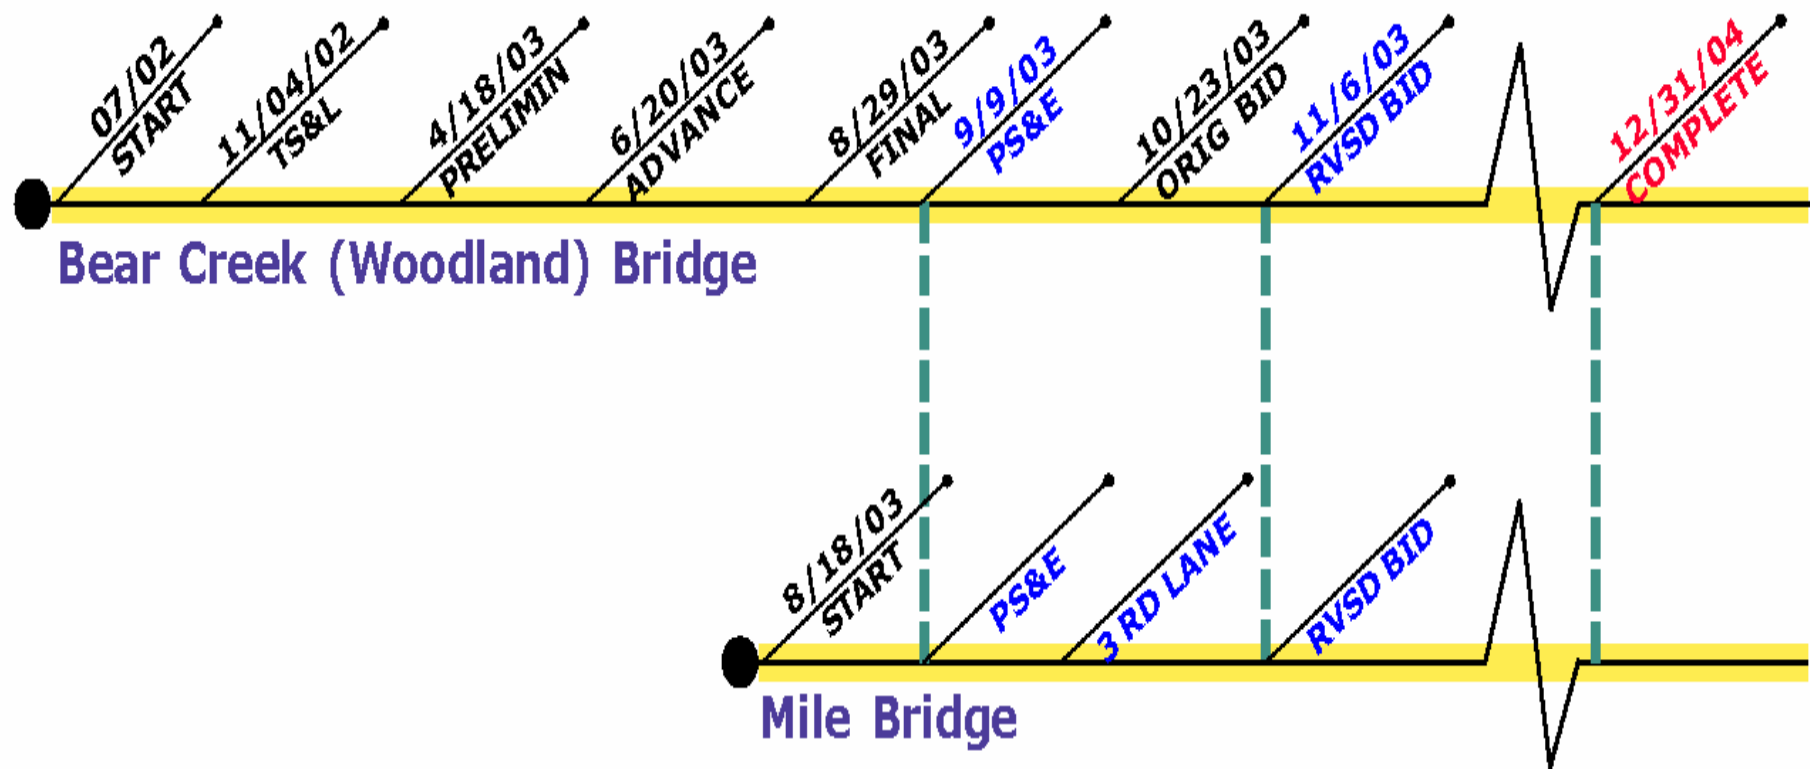 07/02
START
11/04/02
TS&L
4/18/03
PRELIMIN
6/20/03
ADVANCE
8/29/03
FINAL
9/9/03
PS&E
10/23/03
ORIG BID
11/6/03
RVSD BID
12/31/04
COMPLETE
Bear Creek (Woodland) Bridge
8/18/03
START
PS&E
3 RD LANE
RVSD BID
Mile Bridge